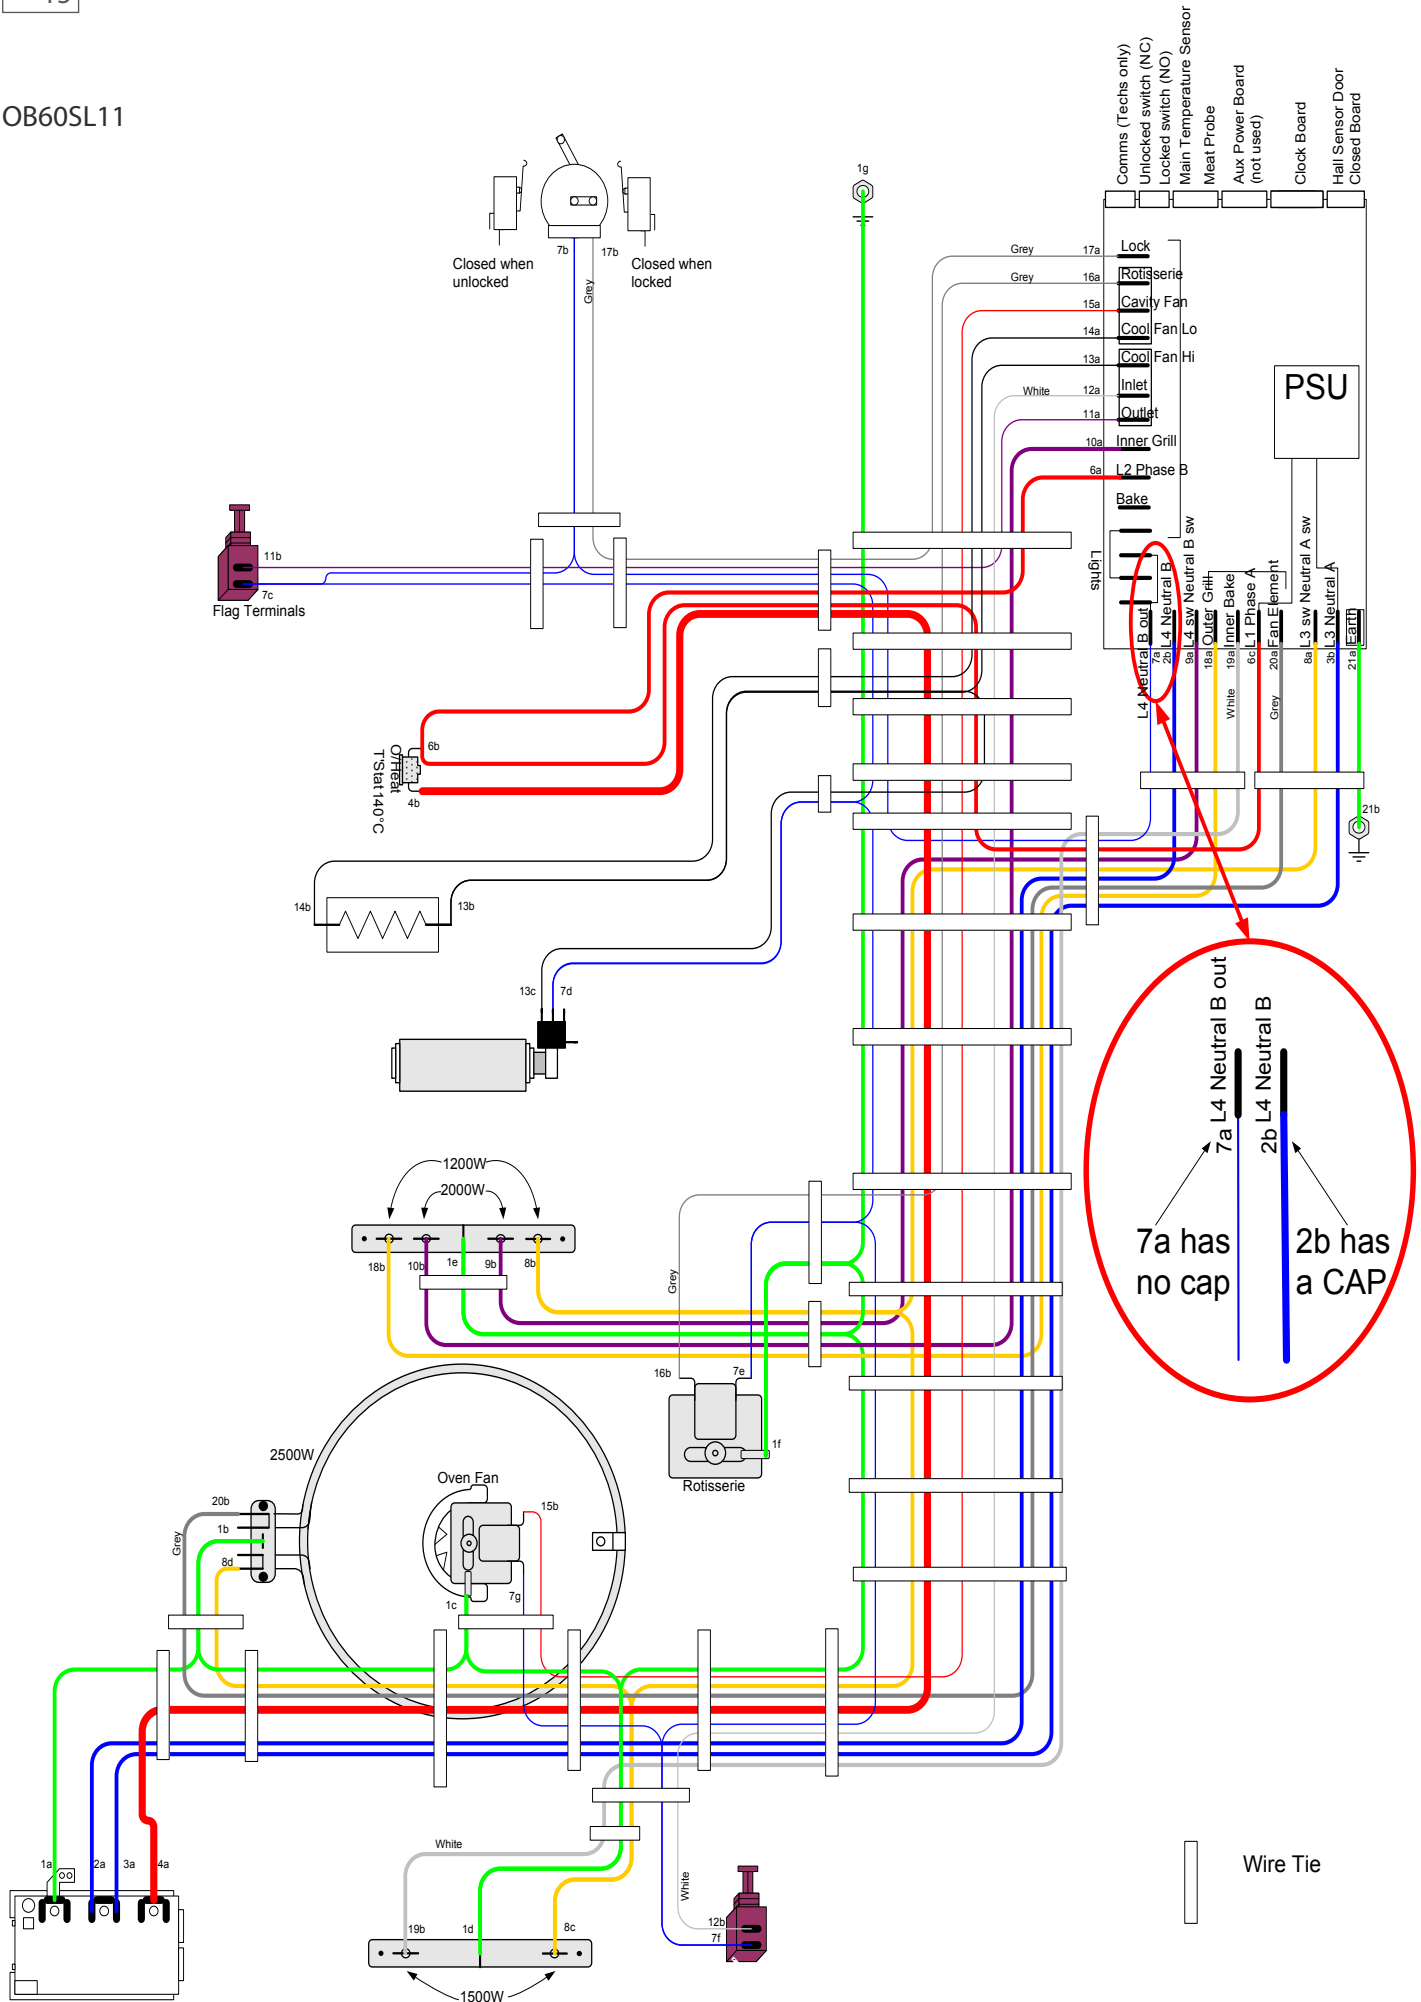 15
OB60SL11
Comms (Techs only)
Unlocked switch (NC)
Locked switch (NO)
Main Temperature Sensor
Meat Probe
Aux Power Board
(not used)
Clock Board
Hall Sensor Door
Closed Board
1g
7b
17b
Grey
Closed when
unlocked
Closed when
locked
Grey
17a
Lock
Grey
16a
Rotisserie
15a
Cavity Fan
14a
Cool Fan Lo
13a
Cool Fan Hi
White
12a
Inlet
11a
Outlet
10a
Inner Grill
6a
L2 Phase B
Bake
Lights
PSU
11b
7c
Flag Terminals
L4 Neutral B out
7a
2b
L4 Neutral B
9a
L4 sw Neutral B sw
18a
Outer Grill
19a
Inner Bake
6c
L1 Phase A
20a
Fan Element
8a
L3 sw Neutral A sw
3b
L3 Neutral A
21a
Earth
White
Grey
21b
6b
4b
O/Heat
T'Stat 140°C
14b
13b
13c
7d
7a
L4 Neutral B out
2b
L4 Neutral B
7a has
no cap
2b has
a CAP
1200W
2000W
18b
10b
1e
9b
8b
Grey
16b
7e
1f
Rotisserie
2500W
Oven Fan
20b
1b
Grey
8d
15b
1c
7g
White
1a
2a
3a
4a
19b
1d
8c
1500W
White
12b
7f
Wire Tie